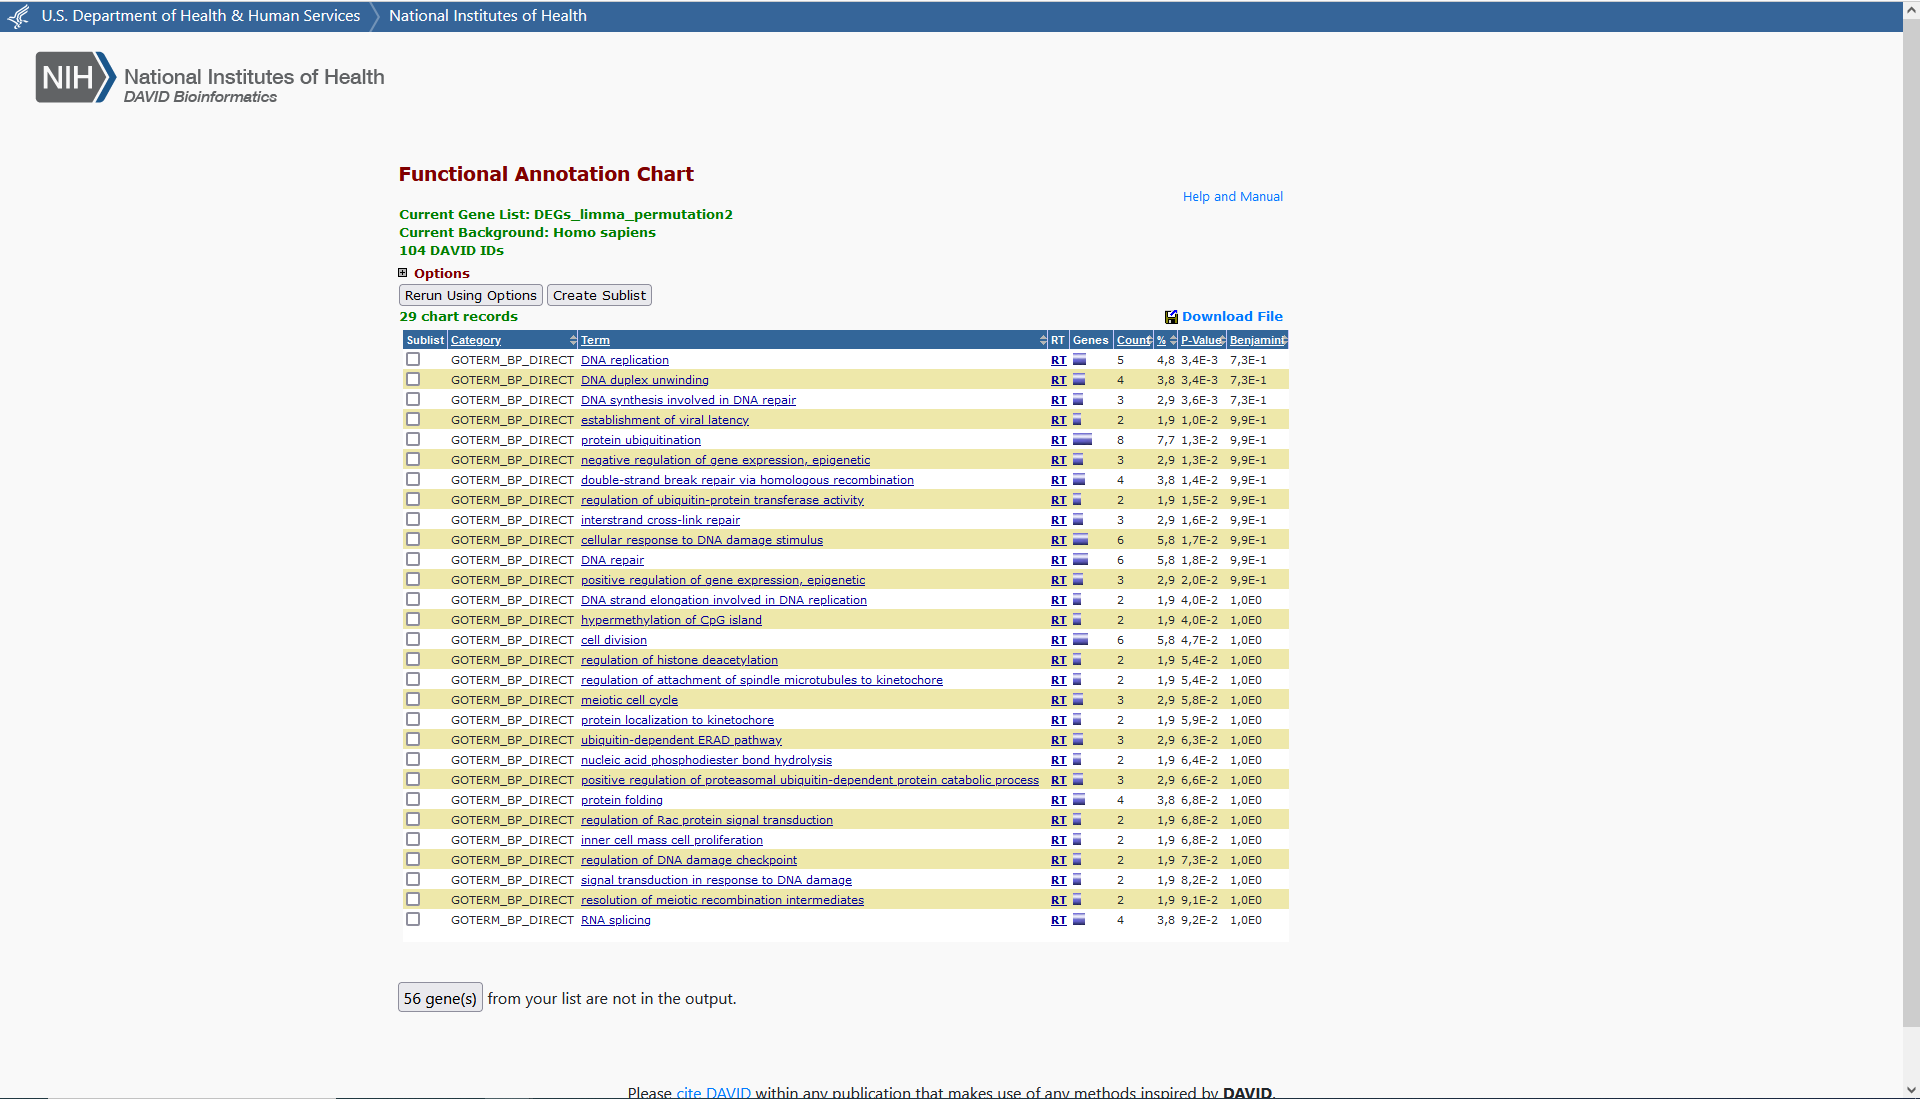 U.S. Department of Health & Human Services National Institutes of Health
NIH National Institutes of Health
DAVID Bioinformatics
Functional Annotation Chart
Help and Manual
Current Gene List: DEGs_limma_permutation2
Current Background: Homo sapiens
104 DAVID IDs
Options
Rerun Using Options Create Sublist
29 chart records Download File
Sublist Category Term RT Genes Count % P-Value Benjamini
GOTERM_BP_DIRECT DNA replication RT 5 4,8 3,4E-3 7,3E-1
GOTERM_BP_DIRECT DNA duplex unwinding RT 4 3,8 3,4E-3 7,3E-1
GOTERM_BP_DIRECT DNA synthesis involved in DNA repair RT 3 2,9 3,6E-3 7,3E-1
GOTERM_BP_DIRECT establishment of viral latency RT 2 1,9 1,0E-2 9,9E-1
GOTERM_BP_DIRECT protein ubiquitination RT 8 7,7 1,3E-2 9,9E-1
GOTERM_BP_DIRECT negative regulation of gene expression, epigenetic RT 3 2,9 1,3E-2 9,9E-1
GOTERM_BP_DIRECT double-strand break repair via homologous recombination RT 4 3,8 1,4E-2 9,9E-1
GOTERM_BP_DIRECT regulation of ubiquitin-protein transferase activity RT 2 1,9 1,5E-2 9,9E-1
GOTERM_BP_DIRECT interstrand cross-link repair RT 3 2,9 1,6E-2 9,9E-1
GOTERM_BP_DIRECT cellular response to DNA damage stimulus RT 6 5,8 1,7E-2 9,9E-1
GOTERM_BP_DIRECT DNA repair RT 6 5,8 1,8E-2 9,9E-1
GOTERM_BP_DIRECT positive regulation of gene expression, epigenetic RT 3 2,9 2,0E-2 9,9E-1
GOTERM_BP_DIRECT DNA strand elongation involved in DNA replication RT 2 1,9 4,0E-2 1,0E0
GOTERM_BP_DIRECT hypermethylation of CpG island RT 2 1,9 4,0E-2 1,0E0
GOTERM_BP_DIRECT cell division RT 6 5,8 4,7E-2 1,0E0
GOTERM_BP_DIRECT regulation of histone deacetylation RT 2 1,9 5,4E-2 1,0E0
GOTERM_BP_DIRECT regulation of attachment of spindle microtubules to kinetochore RT 2 1,9 5,4E-2 1,0E0
GOTERM_BP_DIRECT meiotic cell cycle RT 3 2,9 5,8E-2 1,0E0
GOTERM_BP_DIRECT protein localization to kinetochore RT 2 1,9 5,9E-2 1,0E0
GOTERM_BP_DIRECT ubiquitin-dependent ERAD pathway RT 3 2,9 6,3E-2 1,0E0
GOTERM_BP_DIRECT nucleic acid phosphodiester bond hydrolysis RT 2 1,9 6,4E-2 1,0E0
GOTERM_BP_DIRECT positive regulation of proteasomal ubiquitin-dependent protein catabolic process RT 3 2,9 6,6E-2 1,0E0
GOTERM_BP_DIRECT protein folding RT 4 3,8 6,8E-2 1,0E0
GOTERM_BP_DIRECT regulation of Rac protein signal transduction RT 2 1,9 6,8E-2 1,0E0
GOTERM_BP_DIRECT inner cell mass cell proliferation RT 2 1,9 6,8E-2 1,0E0
GOTERM_BP_DIRECT regulation of DNA damage checkpoint RT 2 1,9 7,3E-2 1,0E0
GOTERM_BP_DIRECT signal transduction in response to DNA damage RT 2 1,9 8,2E-2 1,0E0
GOTERM_BP_DIRECT resolution of meiotic recombination intermediates RT 2 1,9 9,1E-2 1,0E0
GOTERM_BP_DIRECT RNA splicing RT 4 3,8 9,2E-2 1,0E0
56 gene(s) from your list are not in the output.
Please cite DAVID within any publication that makes use of any methods inspired by DAVID.